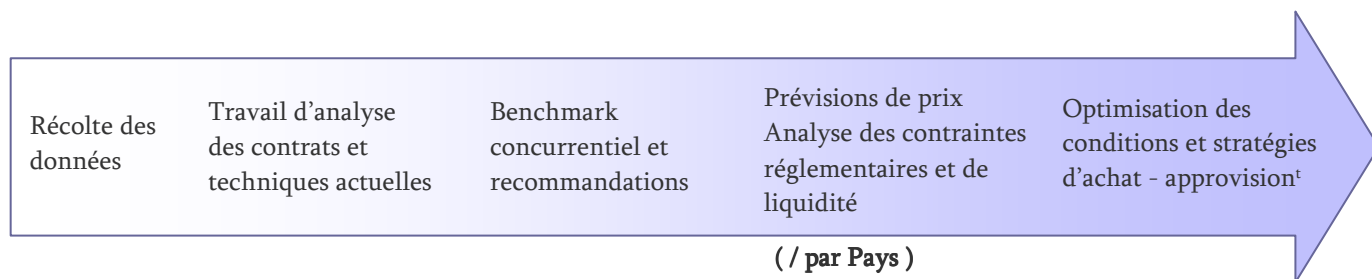 Récolte des
données
Travail d’analyse
des contrats et
techniques actuelles
Benchmark
concurrentiel et
recommandations
Prévisions de prix
Analyse des contraintes
réglementaires et de
liquidité
Optimisation des
conditions et stratégies
d’achat - approvisionᵗ
( / par Pays )